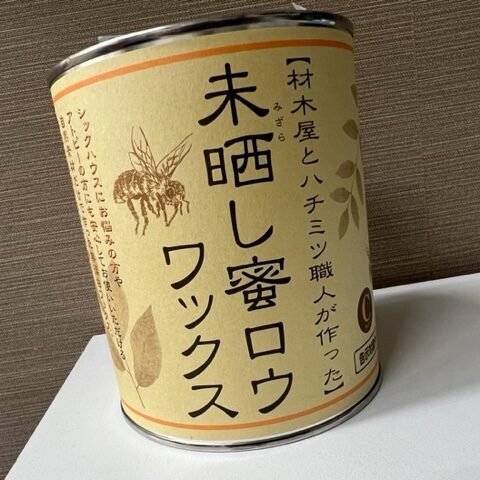 【材木屋とハチミツ職人が作った】
みざら
未晒し蜜ロウ
ワックス
シックハウスにお悩みの方や
アトピーの方にも安心してお使いいただける
C